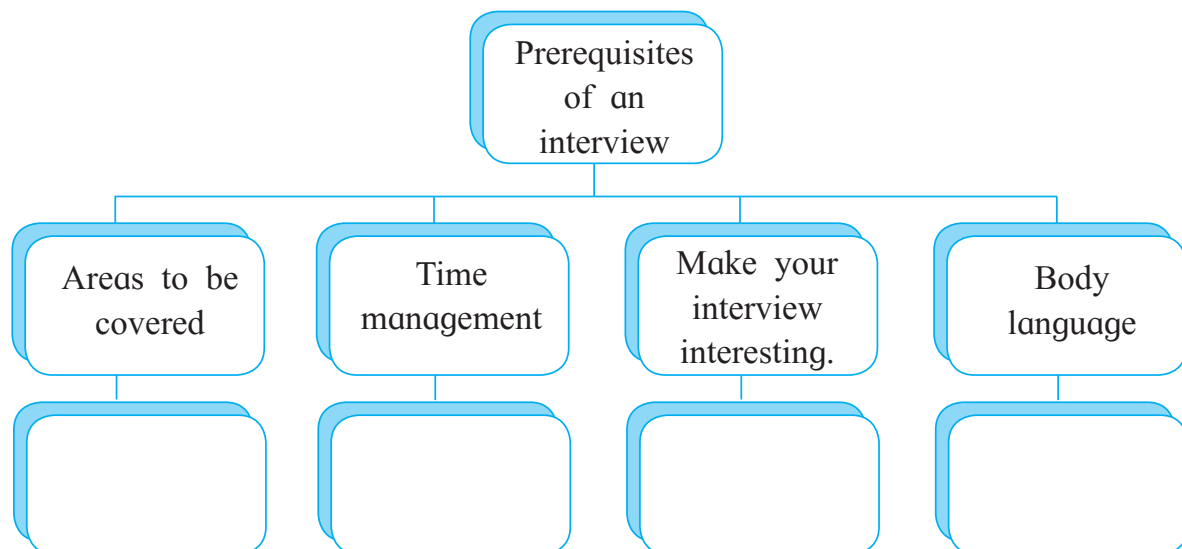 Prerequisites
of an
interview
Areas to be
covered
Time
management
Make your
interview
interesting.
Body
language